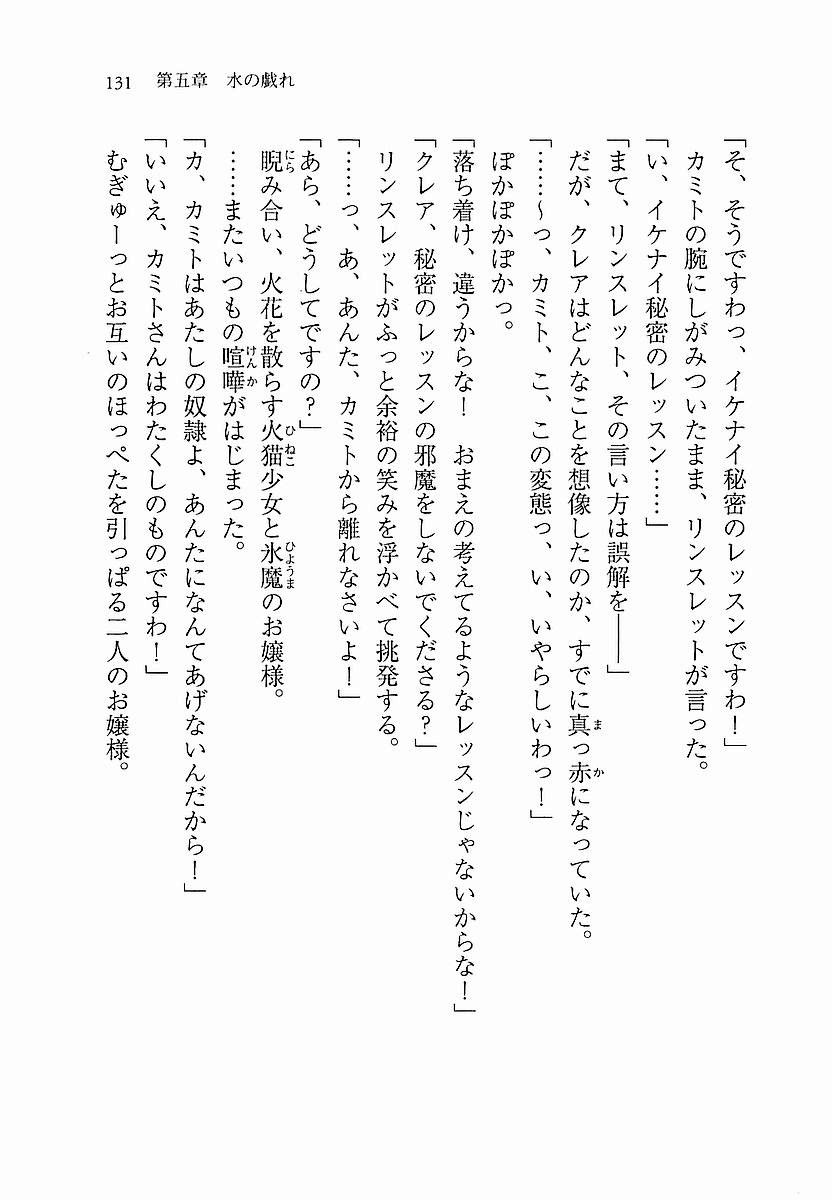 131　第五章　水の戯れ
「そ、そうですわっ、イケナイ秘密のレッスンですわ！」
　カミトの腕にしがみついたまま、リンスレットが言った。
「い、イケナイ秘密のレッスン……」
「まて、リンスレット、その言い方は誤解を――」
　だが、クレアはどんなことを想像したのか、すでに真っ赤になっていた。
「……～っ、カミト、こ、この変態っ、い、いやらしいわっ！」
　ぽかぽかぽかっ。
「落ち着け、違うからな！　おまえの考えてるようなレッスンじゃないからな！」
「クレア、秘密のレッスンの邪魔をしないでくださる？」
　リンスレットがふっと余裕の笑みを浮かべて挑発する。
「……っ、あ、あんた、カミトから離れなさいよ！」
「あら、どうしてですの？」
　睨み合い、火花を散らす火猫少女と氷魔のお嬢様。
　……またいつもの喧嘩がはじまった。
「カ、カミトはあたしの奴隷よ、あんたになんてあげないんだから！」
「いいえ、カミトさんはわたくしのものですわ！」
　むぎゅーっとお互いのほっぺたを引っぱる二人のお嬢様。